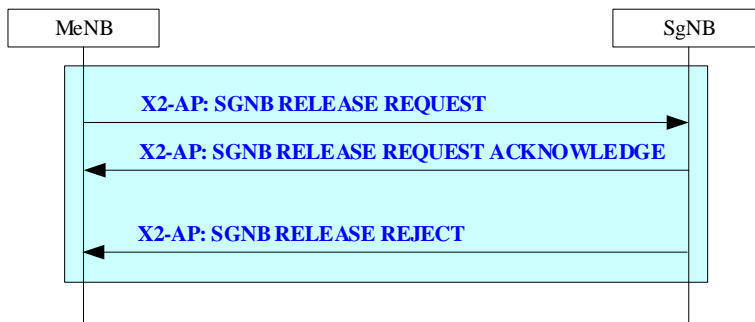 MeNB
SgNB
X2-AP: SGNB RELEASE REQUEST
X2-AP: SGNB RELEASE REQUEST ACKNOWLEDGE
X2-AP: SGNB RELEASE REJECT